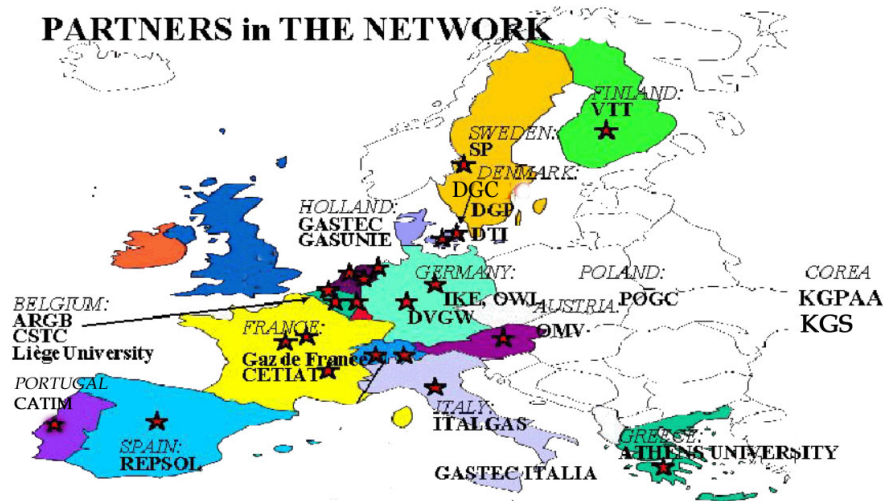 PARTNERS in THE NETWORK
FINLAND:
VTT
SWEDEN:
SP
DENMARK:
DGC
DGP
DTI
HOLLAND:
GASTEC
GASUNIE
GERMANY:
IKE, OWI
DVGW
POLAND:
POGC
COREA
KGPAA
KGS
BELGIUM:
ARGB
CSTC
Liège University
AUSTRIA:
OMV
FRANCE:
Gaz de France
CETIAT
PORTUGAL
CATIM
SPAIN:
REPSOL
ITALY:
ITALGAS
GASTEC ITALIA
GREECE:
ATHENS UNIVERSITY